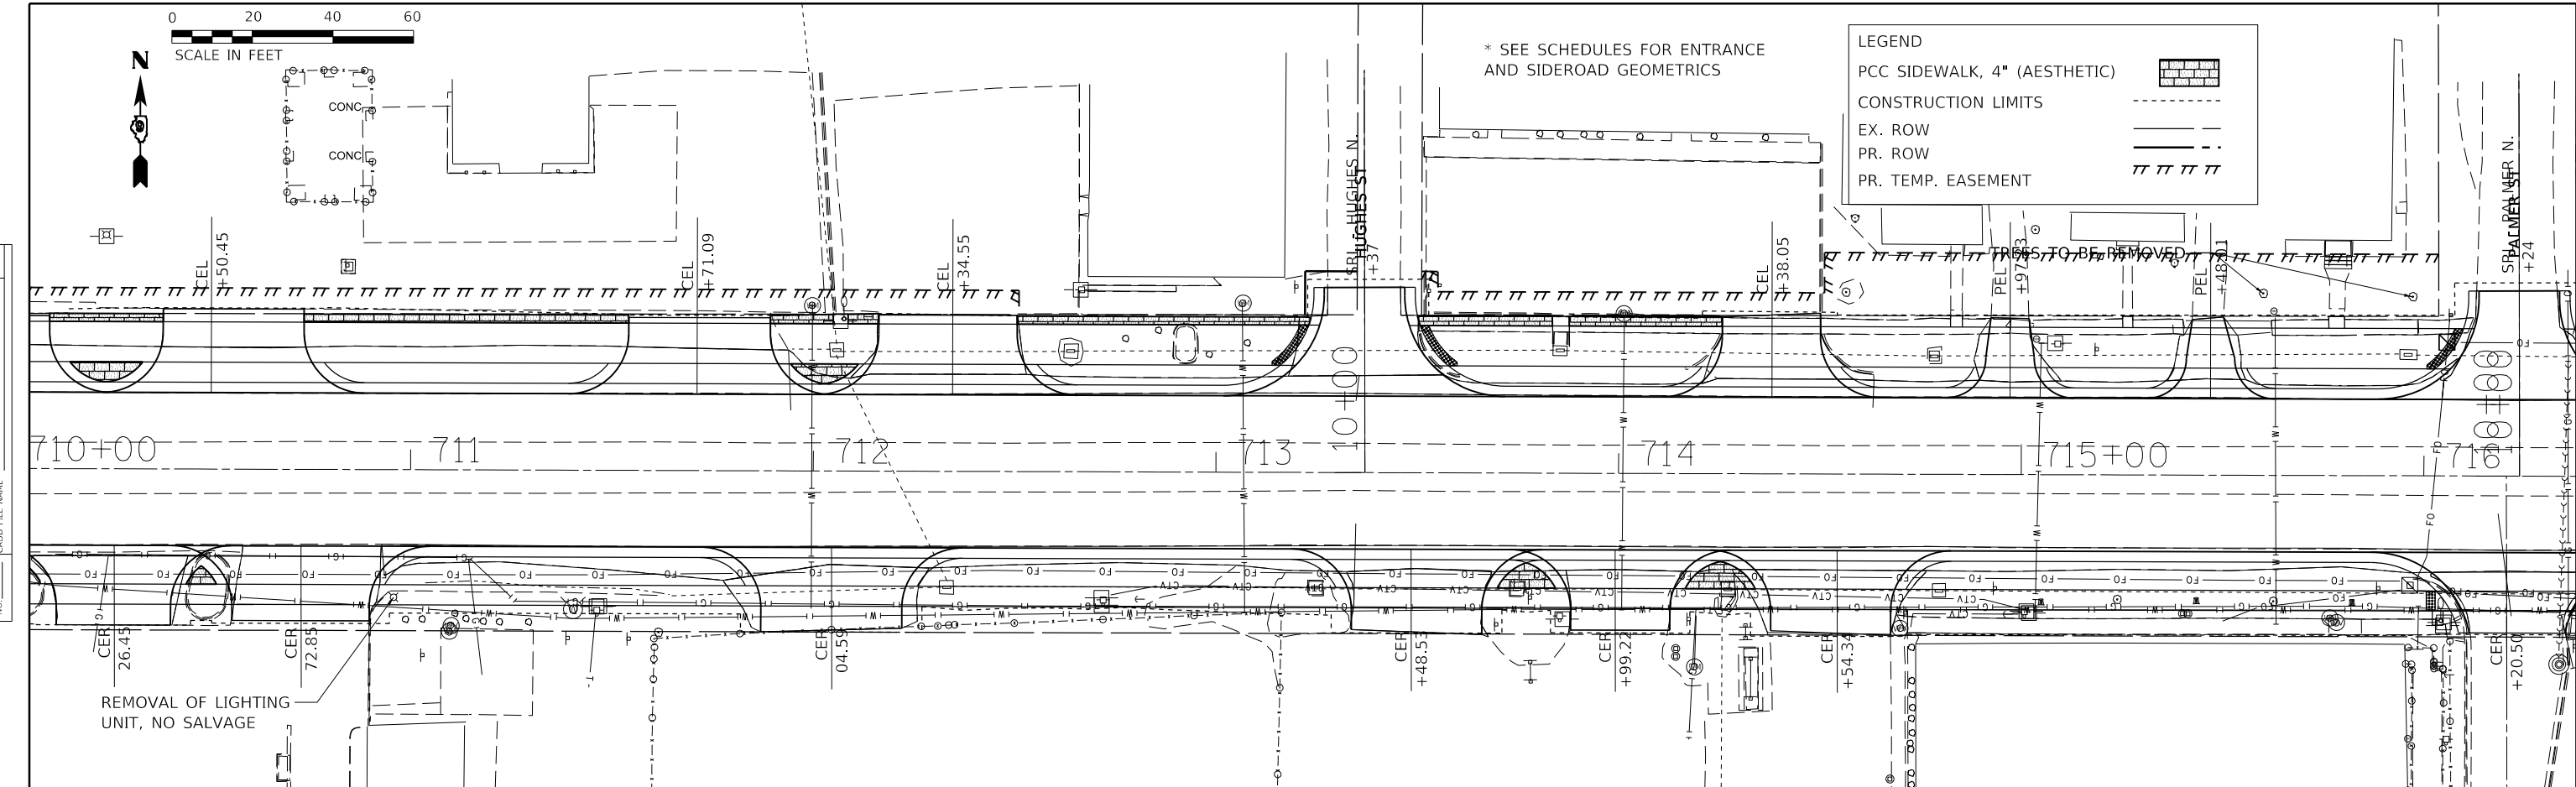 0 20 40 60
SCALE IN FEET
N
CONC
CONC
* SEE SCHEDULES FOR ENTRANCE
AND SIDEROAD GEOMETRICS
LEGEND
PCC SIDEWALK, 4" (AESTHETIC)
CONSTRUCTION LIMITS
EX. ROW
PR. ROW
PR. TEMP. EASEMENT
TREES TO BE REMOVED
CEL
+50.45
CEL
+71.09
CEL
+34.55
HUGHES ST
SRL HUGHES N.
+37
CEL
+38.05
PEL
PEL
+48.01
PALMER ST
SRL PALMER N.
+24
710+00
711
712
713
10+00
714
715+00
716
CER
26.45
CER
72.85
CER
04.59
CER
+48.53
CER
+99.22
CER
+54.34
CER
+20.50
REMOVAL OF LIGHTING
UNIT, NO SALVAGE